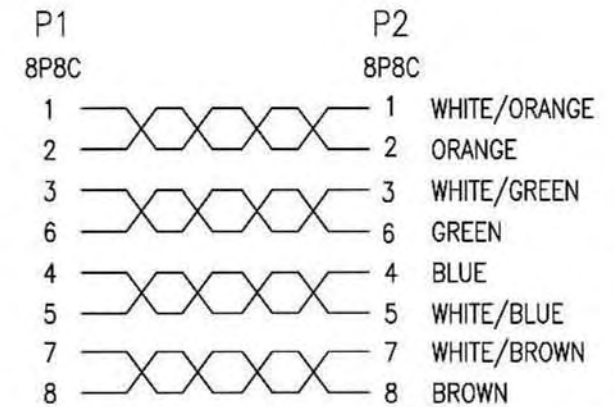 P1 P2
8P8C 8P8C
1 1 WHITE/ORANGE
2 2 ORANGE
3 3 WHITE/GREEN
6 6 GREEN
4 4 BLUE
5 5 WHITE/BLUE
7 7 WHITE/BROWN
8 8 BROWN